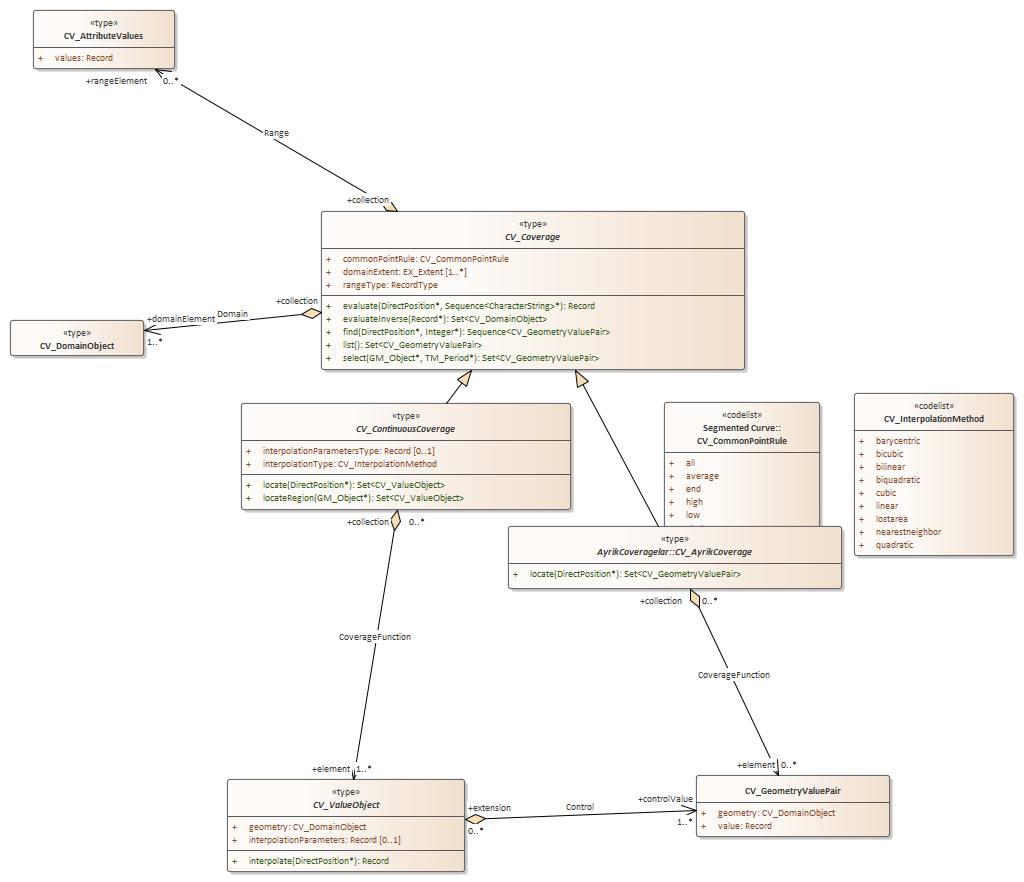 «type»
CV_AttributeValues
+ values: Record
+rangeElement 0..*
Range
+collection
«type»
CV_Coverage
+ commonPointRule: CV_CommonPointRule
+ domainExtent: EX_Extent [1..*]
+ rangeType: RecordType
+ evaluate(DirectPosition*, Sequence<CharacterString>*): Record
+ evaluateInverse(Record*): Set<CV_DomainObject>
+ find(DirectPosition*, Integer*): Sequence<CV_GeometryValuePair>
+ list(): Set<CV_GeometryValuePair>
+ select(GM_Object*, TM_Period*): Set<CV_GeometryValuePair>
+collection
Domain
+domainElement
1..*
«type»
CV_DomainObject
«type»
CV_ContinuousCoverage
+ interpolationParametersType: Record [0..1]
+ interpolationType: CV_InterpolationMethod
+ locate(DirectPosition*): Set<CV_ValueObject>
+ locateRegion(GM_Object*): Set<CV_ValueObject>
«codelist»
Segmented Curve::
CV_CommonPointRule
+ all
+ average
+ end
+ high
+ low
«codelist»
CV_InterpolationMethod
+ barycentric
+ bicubic
+ bilinear
+ biquadratic
+ cubic
+ linear
+ lostarea
+ nearestneighbor
+ quadratic
«type»
AyrikCoveragelar::CV_AyrikCoverage
+ locate(DirectPosition*): Set<CV_GeometryValuePair>
+collection 0..*
+collection 0..*
CoverageFunction
CoverageFunction
+element 1..*
+element 0..*
«type»
CV_ValueObject
+ geometry: CV_DomainObject
+ interpolationParameters: Record [0..1]
+ interpolate(DirectPosition*): Record
+extension
0..*
Control
+controlValue
1..*
CV_GeometryValuePair
+ geometry: CV_DomainObject
+ value: Record